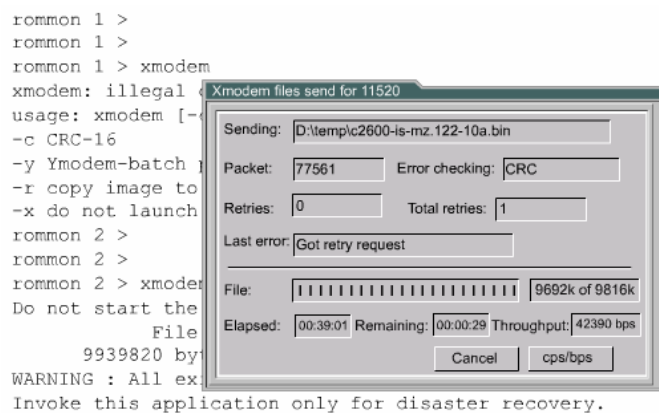 rommon 1 >
rommon 1 >
rommon 1 > xmodem
xmodem: illegal
usage: xmodem [-
-c CRC-16
-y Ymodem-batch
-r copy image to
-x do not launch
rommon 2 >
rommon 2 >
rommon 2 > xmodem
Do not start the
File
9939820 byt
WARNING : All ex
Invoke this application only for disaster recovery.
Xmodem files send for 11520
Sending: D:\temp\c2600-is-mz.122-10a.bin
Packet: 77561 Error checking: CRC
Retries: 0 Total retries: 1
Last error: Got retry request
File: 9692k of 9816k
Elapsed: 00:39:01 Remaining: 00:00:29 Throughput: 42390 bps
Cancel cps/bps